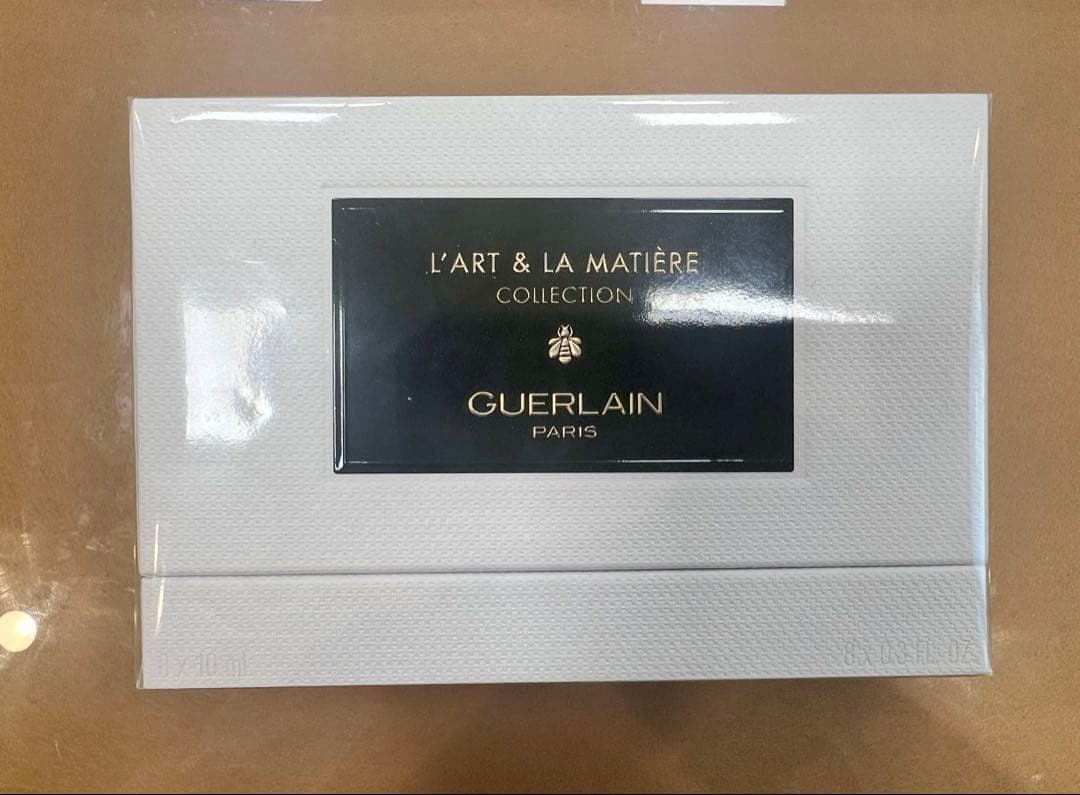 L'ART & LA MATIÈRE
COLLECTION
GUERLAIN
PARIS
8 x 10 ml
8 x 0.3 FL. OZ